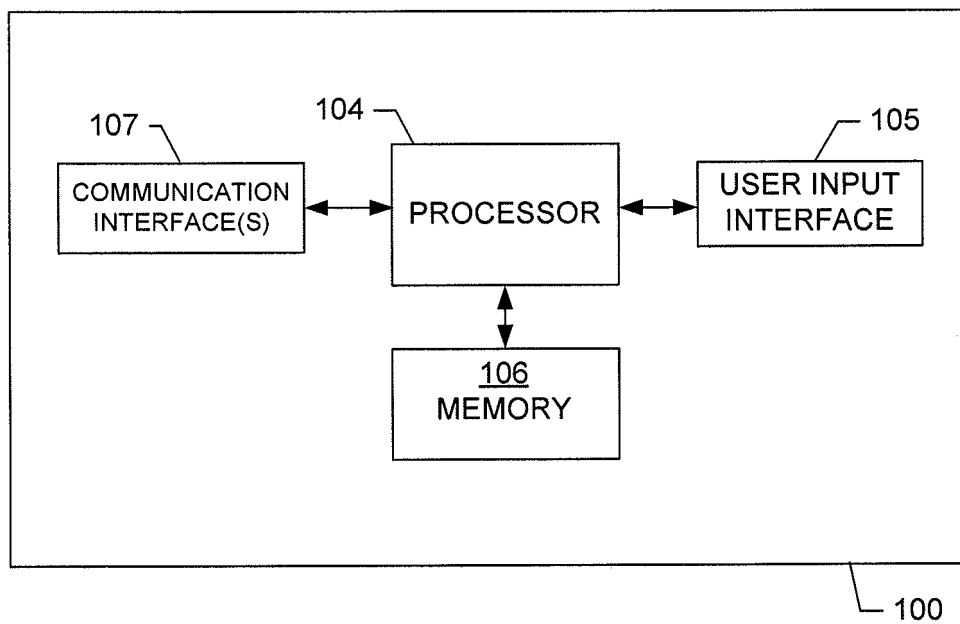 107
104
105
COMMUNICATION
INTERFACE(S)
PROCESSOR
USER INPUT
INTERFACE
106
MEMORY
100